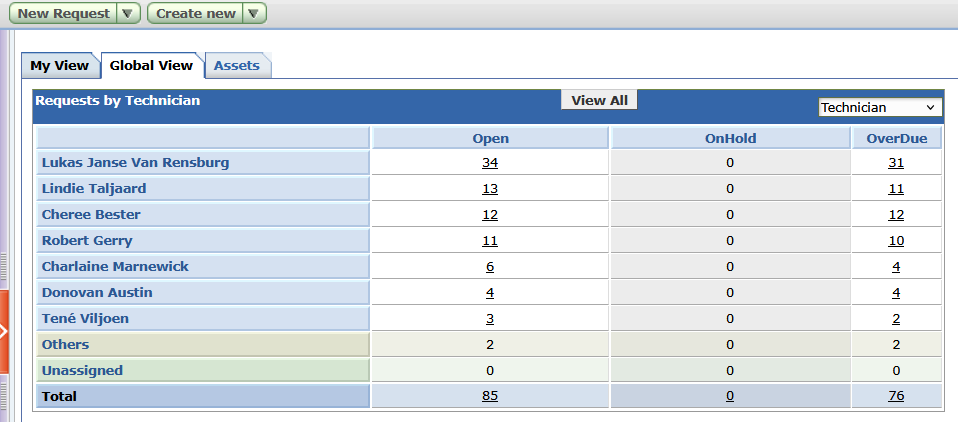 New Request Create new
My View Global View Assets
Requests by Technician View All Technician
Open OnHold OverDue
Lukas Janse Van Rensburg 34 0 31
Lindie Taljaard 13 0 11
Cheree Bester 12 0 12
Robert Gerry 11 0 10
Charlaine Marnewick 6 0 4
Donovan Austin 4 0 4
Tené Viljoen 3 0 2
Others 2 0 2
Unassigned 0 0 0
Total 85 0 76